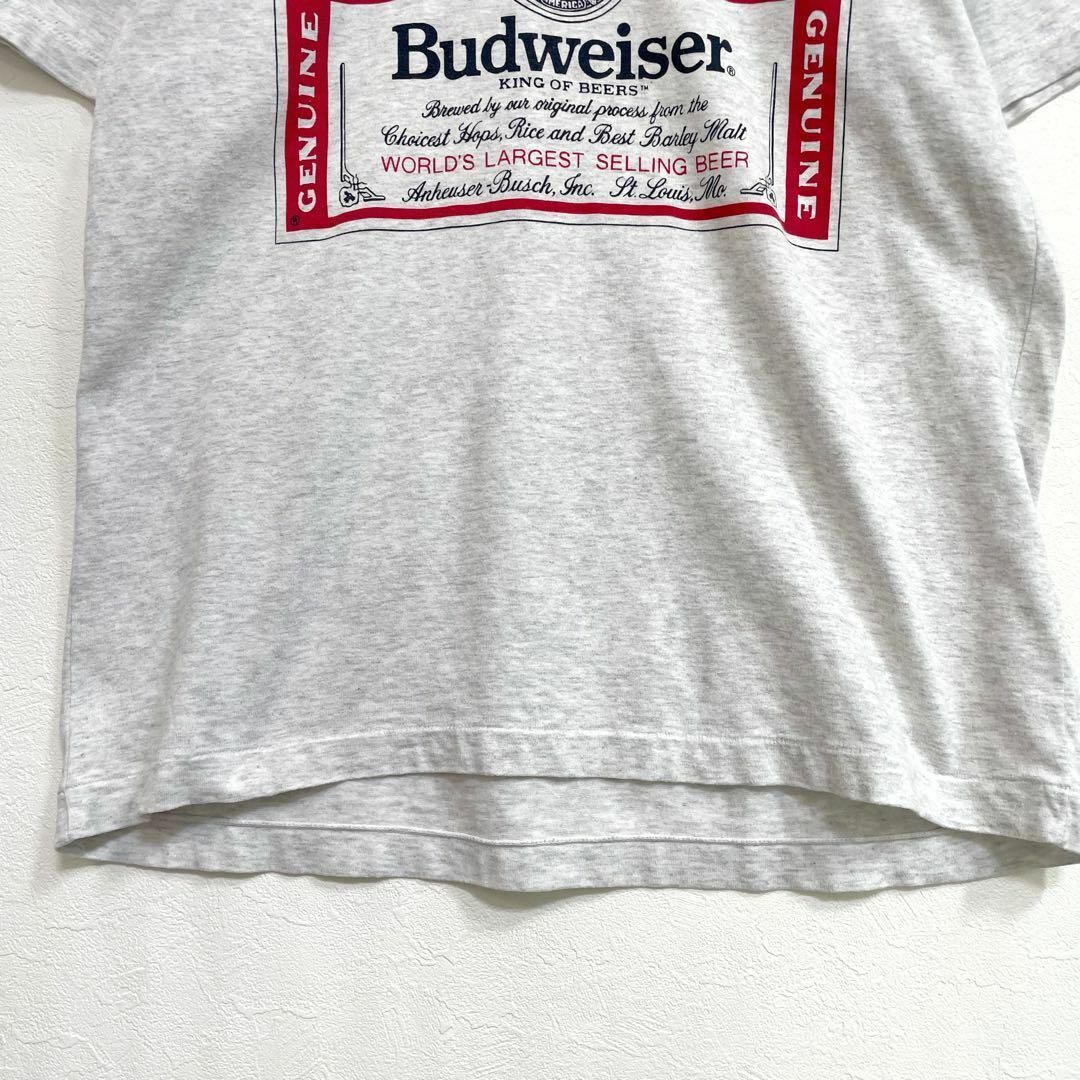 AMERICA
GENUINE
Budweiser®
KING OF BEERS™
Brewed by our original process from the
Choicest Hops, Rice and Best Barley Malt
WORLD'S LARGEST SELLING BEER
Anheuser-Busch, Inc. St. Louis, Mo.
®
GENUINE